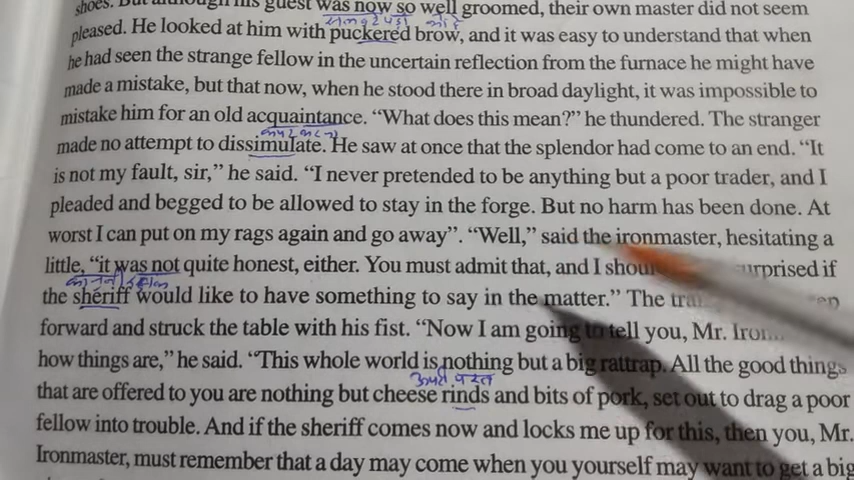 shoes. But although his guest was now so well groomed, their own master did not seem
pleased. He looked at him with puckered brow, and it was easy to understand that when
he had seen the strange fellow in the uncertain reflection from the furnace he might have
made a mistake, but that now, when he stood there in broad daylight, it was impossible to
mistake him for an old acquaintance. “What does this mean?” he thundered. The stranger
made no attempt to dissimulate. He saw at once that the splendor had come to an end. “It
is not my fault, sir,” he said. “I never pretended to be anything but a poor trader, and I
pleaded and begged to be allowed to stay in the forge. But no harm has been done. At
worst I can put on my rags again and go away”. “Well,” said the ironmaster, hesitating a
little, “it was not quite honest, either. You must admit that, and I shou surprised if
the sheriff would like to have something to say in the matter.” The tra
forward and struck the table with his fist. “Now I am going to tell you, Mr. Iron
how things are,” he said. “This whole world is nothing but a big rattrap. All the good things
ऊपरी परत
that are offered to you are nothing but cheese rinds and bits of pork, set out to drag a poor
fellow into trouble. And if the sheriff comes now and locks me up for this, then you, Mr.
Ironmaster, must remember that a day may come when you yourself may want to get a big